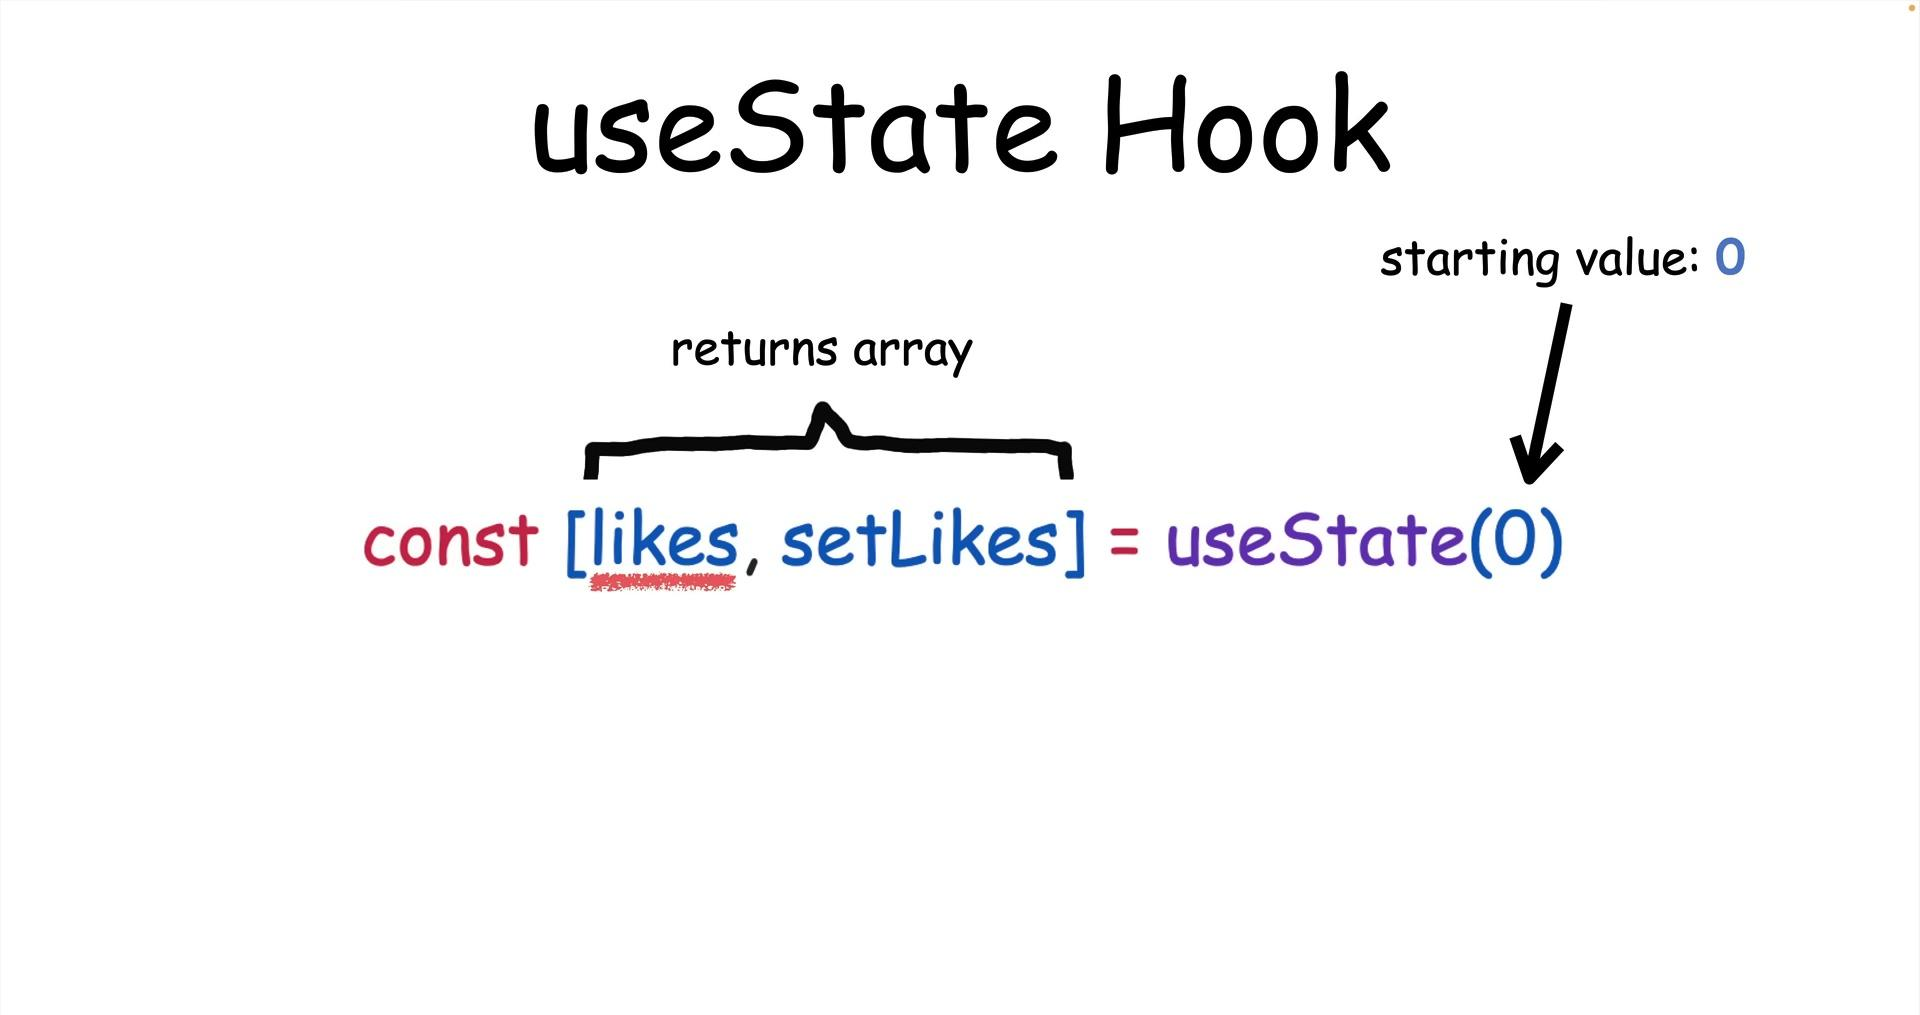 useState Hook
starting value: 0
returns array
const [likes, setLikes] = useState(0)